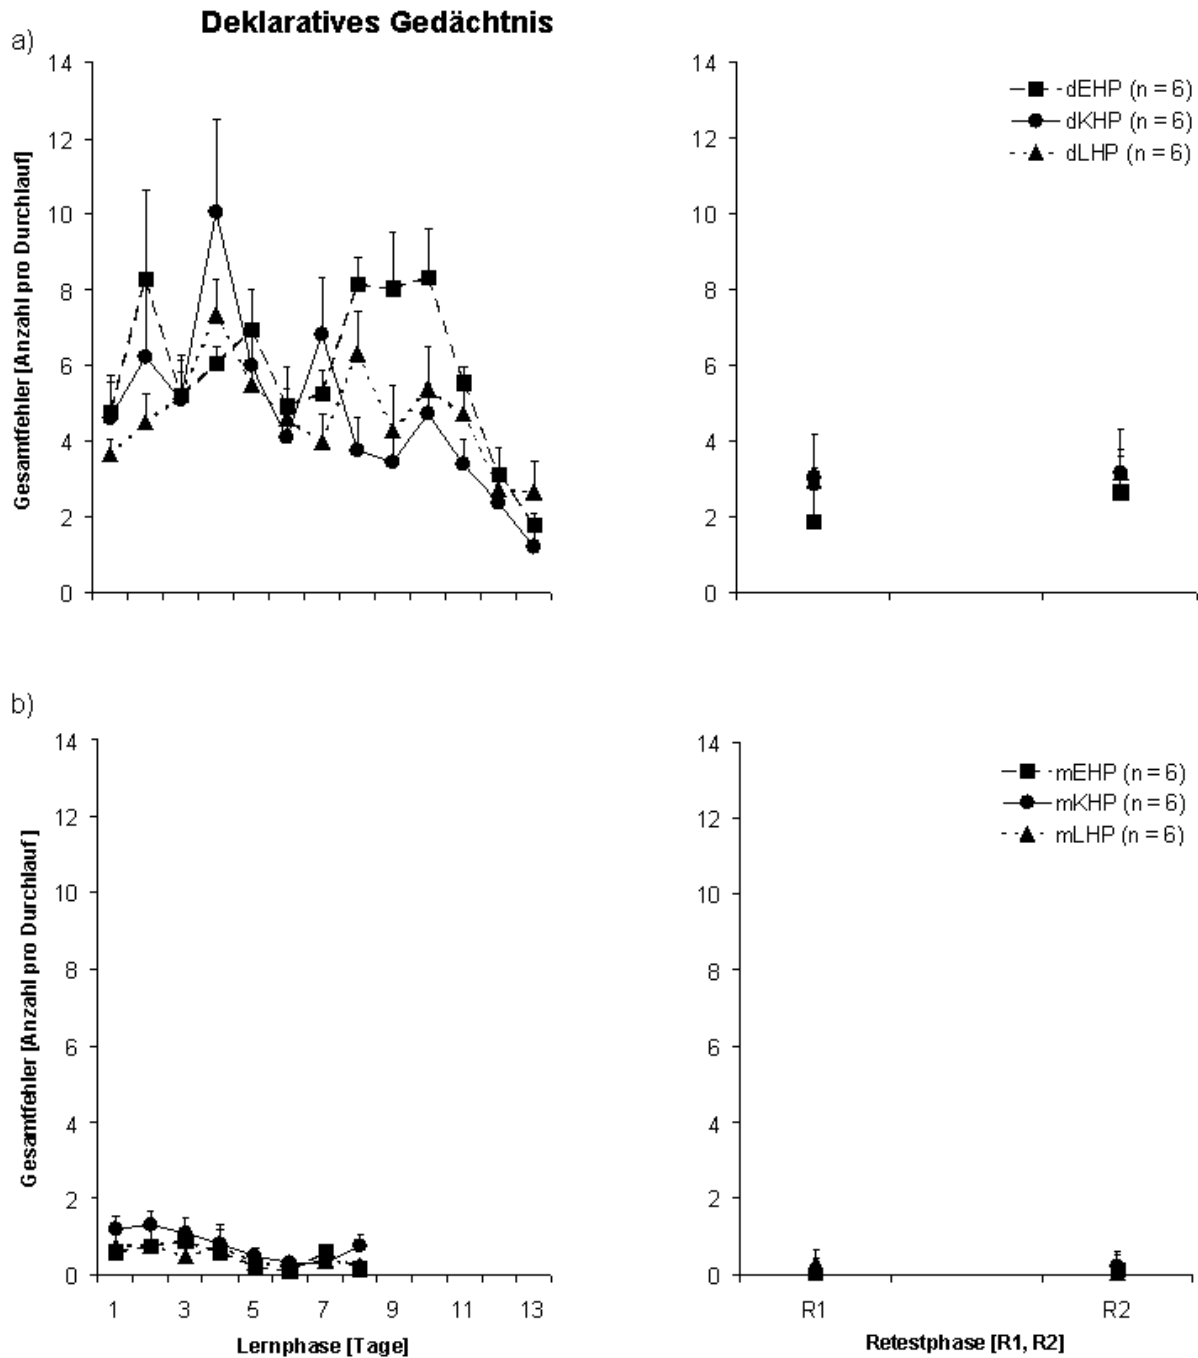 Deklaratives Gedächtnis
a)
14
12
10
8
6
4
2
0
Gesamtfehler [Anzahl pro Durchlauf]
14
12
10
8
6
4
2
0
dEHP (n = 6)
dKHP (n = 6)
dLHP (n = 6)
b)
14
12
10
8
6
4
2
0
Gesamtfehler [Anzahl pro Durchlauf]
1 3 5 7 9 11 13
Lernphase [Tage]
14
12
10
8
6
4
2
0
mEHP (n = 6)
mKHP (n = 6)
mLHP (n = 6)
R1 R2
Retestphase [R1, R2]